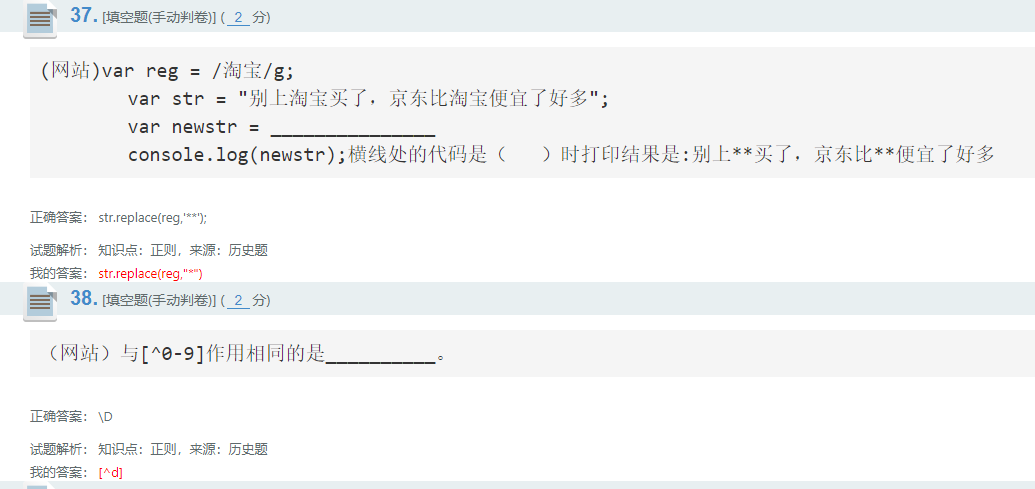 37. [填空题(手动判卷)] ( 2 分)
(网站)var reg = /淘宝/g;
var str = "别上淘宝买了, 京东比淘宝便宜了好多";
var newstr = _______________
console.log(newstr);横线处的代码是（ ）时打印结果是:别上**买了, 京东比**便宜了好多
正确答案： str.replace(reg,'**');
试题解析： 知识点：正则，来源：历史题
我的答案： str.replace(reg,"*")
38. [填空题(手动判卷)] ( 2 分)
（网站）与[^0-9]作用相同的是__________。
正确答案： \D
试题解析： 知识点：正则，来源：历史题
我的答案： [^d]